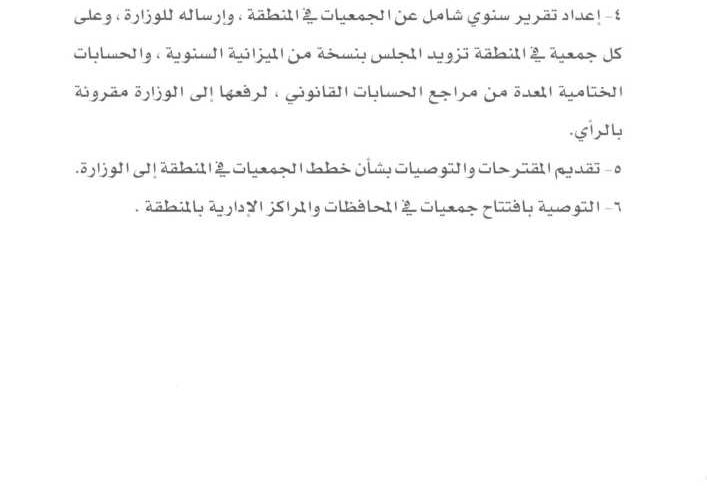 ٤- إعداد تقرير سنوي شامل عن الجمعيات في المنطقة ، وإرساله للوزارة ، وعلى
كل جمعية في المنطقة تزويد المجلس بنسخة من الميزانية السنوية ، والحسابات
الختامية المعدة من مراجع الحسابات القانوني ، لرفعها إلى الوزارة مقرونة
بالرأي.
٥- تقديم المقترحات والتوصيات بشأن خطط الجمعيات في المنطقة إلى الوزارة.
٦- التوصية بافتتاح جمعيات في المحافظات والمراكز الإدارية بالمنطقة .